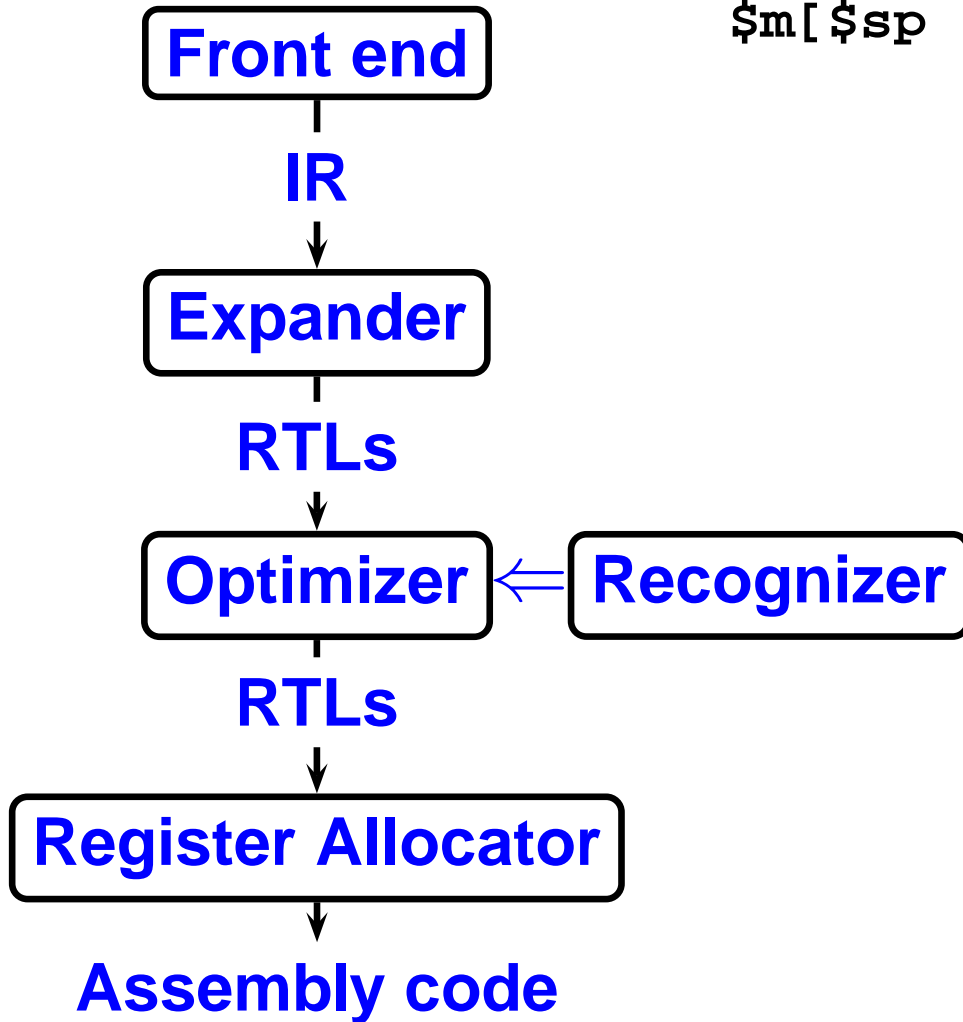 $m[$sp
Front end
IR
Expander
RTLs
Optimizer
Recognizer
RTLs
Register Allocator
Assembly code